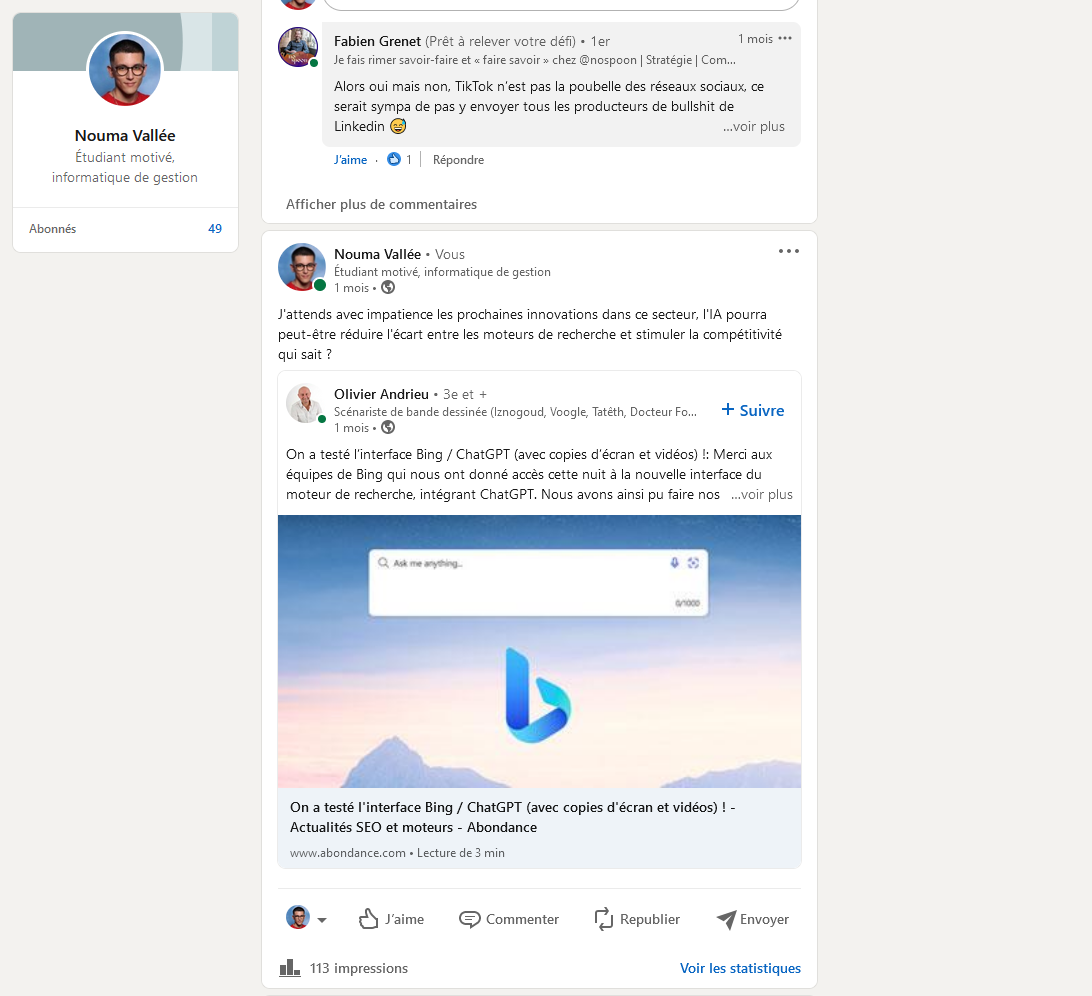 Nouma Vallée
Étudiant motivé,
informatique de gestion
Abonnés 49
Fabien Grenet (Prêt à relever votre défi) • 1er 1 mois
Je fais rimer savoir-faire et « faire savoir » chez @nospoon | Stratégie | Com...
Alors oui mais non, TikTok n'est pas la poubelle des réseaux sociaux, ce
serait sympa de pas y envoyer tous les producteurs de bullshit de
Linkedin 😅 ...voir plus
J'aime · 1 Répondre
Afficher plus de commentaires
Nouma Vallée • Vous
Étudiant motivé, informatique de gestion
1 mois •
J'attends avec impatience les prochaines innovations dans ce secteur, l'IA pourra
peut-être réduire l'écart entre les moteurs de recherche et stimuler la compétitivité
qui sait ?
Olivier Andrieu • 3e et +
Scénariste de bande dessinée (Iznogoud, Voogle, Tatêth, Docteur Fo...
+ Suivre
1 mois •
On a testé l'interface Bing / ChatGPT (avec copies d'écran et vidéos) !: Merci aux
équipes de Bing qui nous ont donné accès cette nuit à la nouvelle interface du
moteur de recherche, intégrant ChatGPT. Nous avons ainsi pu faire nos ...voir plus
Ask me anything...
0/1000
On a testé l'interface Bing / ChatGPT (avec copies d'écran et vidéos) ! -
Actualités SEO et moteurs - Abondance
www.abondance.com • Lecture de 3 min
J'aime Commenter Republier Envoyer
113 impressions Voir les statistiques